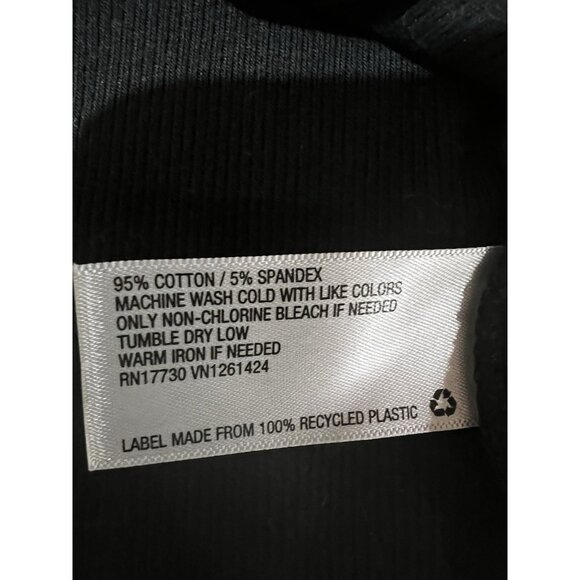 95% COTTON / 5% SPANDEX
MACHINE WASH COLD WITH LIKE COLORS
ONLY NON-CHLORINE BLEACH IF NEEDED
TUMBLE DRY LOW
WARM IRON IF NEEDED
RN17730 VN1261424
LABEL MADE FROM 100% RECYCLED PLASTIC